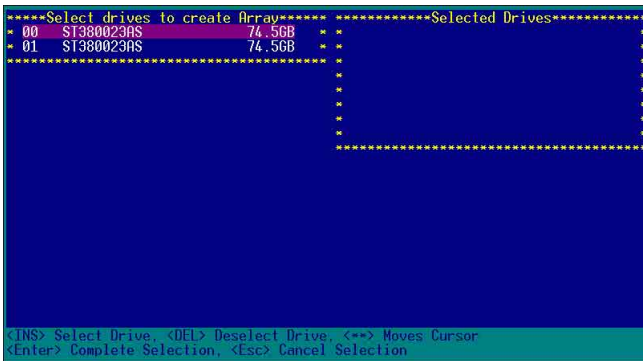 Select drives to create Array
Selected Drives
00 ST380023AS 74.5GB
01 ST380023AS 74.5GB
<INS> Select Drive, <DEL> Deselect Drive, <↔> Moves Cursor
<Enter> Complete Selection, <Esc> Cancel Selection